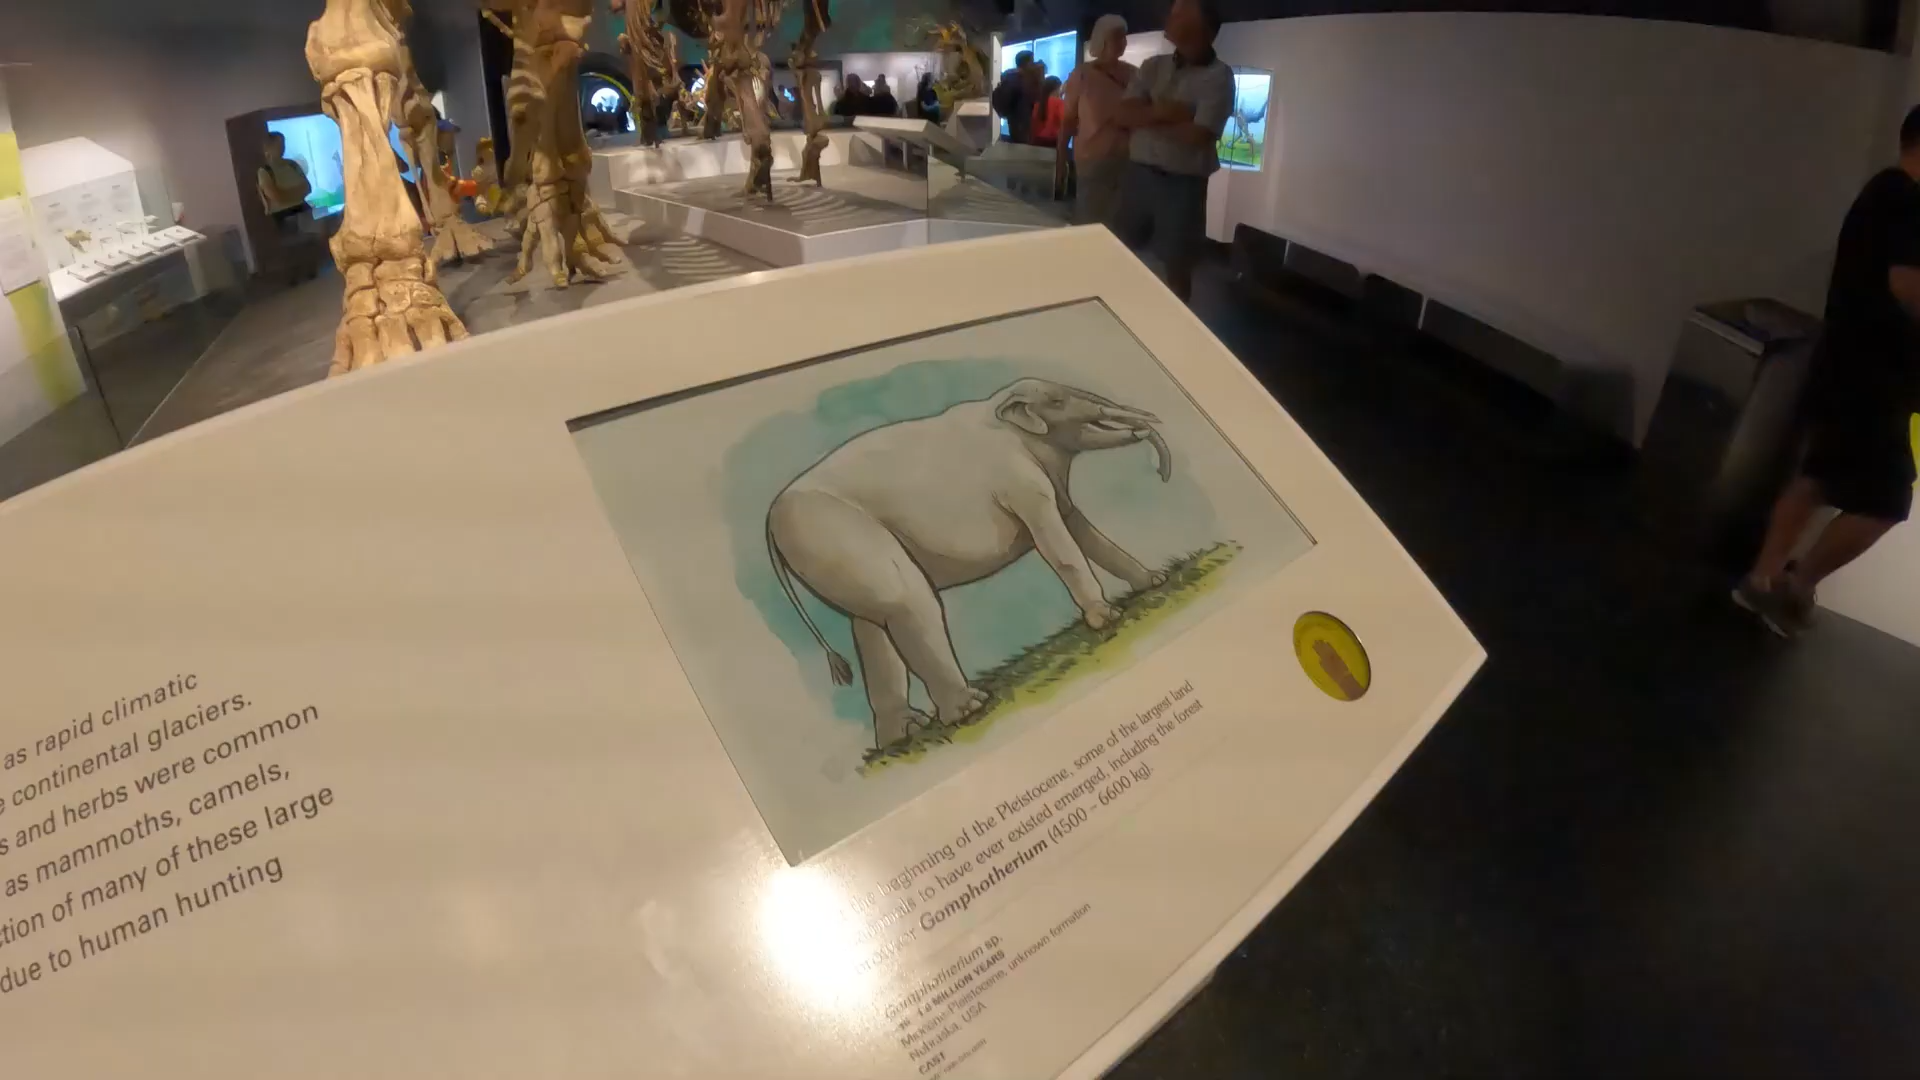 as rapid climatic
continental glaciers.
and herbs were common
as mammoths, camels,
of many of these large
due to human hunting
the beginning of the Pleistocene, some of the largest land
to have ever existed emerged, including the forest
Gomphotherium (4500 – 6600 kg).
Gomphotherium sp.
MILLION YEARS
Miocene-Pleistocene, unknown formation
Nebraska, USA
CAST